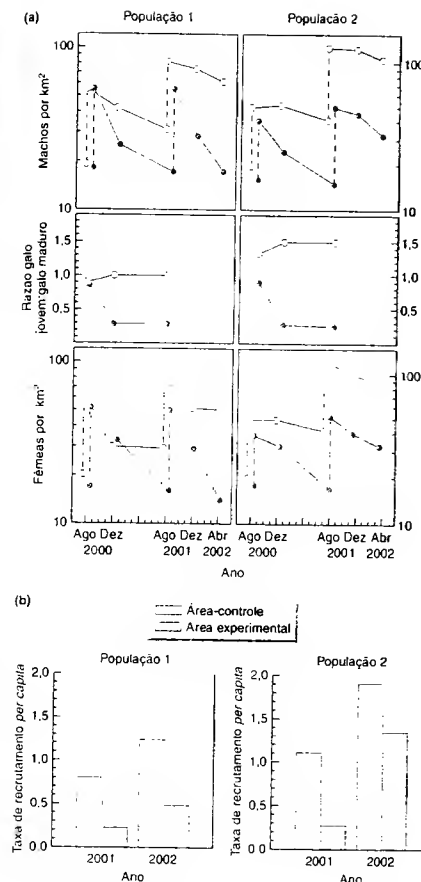 (a)
População 1
População 2
Machos por km²
100
10
100
10
Razão galo
jovem:galo maduro
1,5
1,0
0,5
1,5
1,0
0,5
Fêmeas por km²
100
10
100
10
Ago Dez
2000
Ago
2001
Abr
2002
Ago Dez
2000
Ago Dez
2001
Abr
2002
Ano
(b)
Área-controle
Área experimental
População 1
População 2
Taxa de recrutamento per capita
2,0
1,5
1,0
0,5
0,0
2001
2002
Ano
Taxa de recrutamento per capita
2,0
1,5
1,0
0,5
0,0
2001
2002
Ano